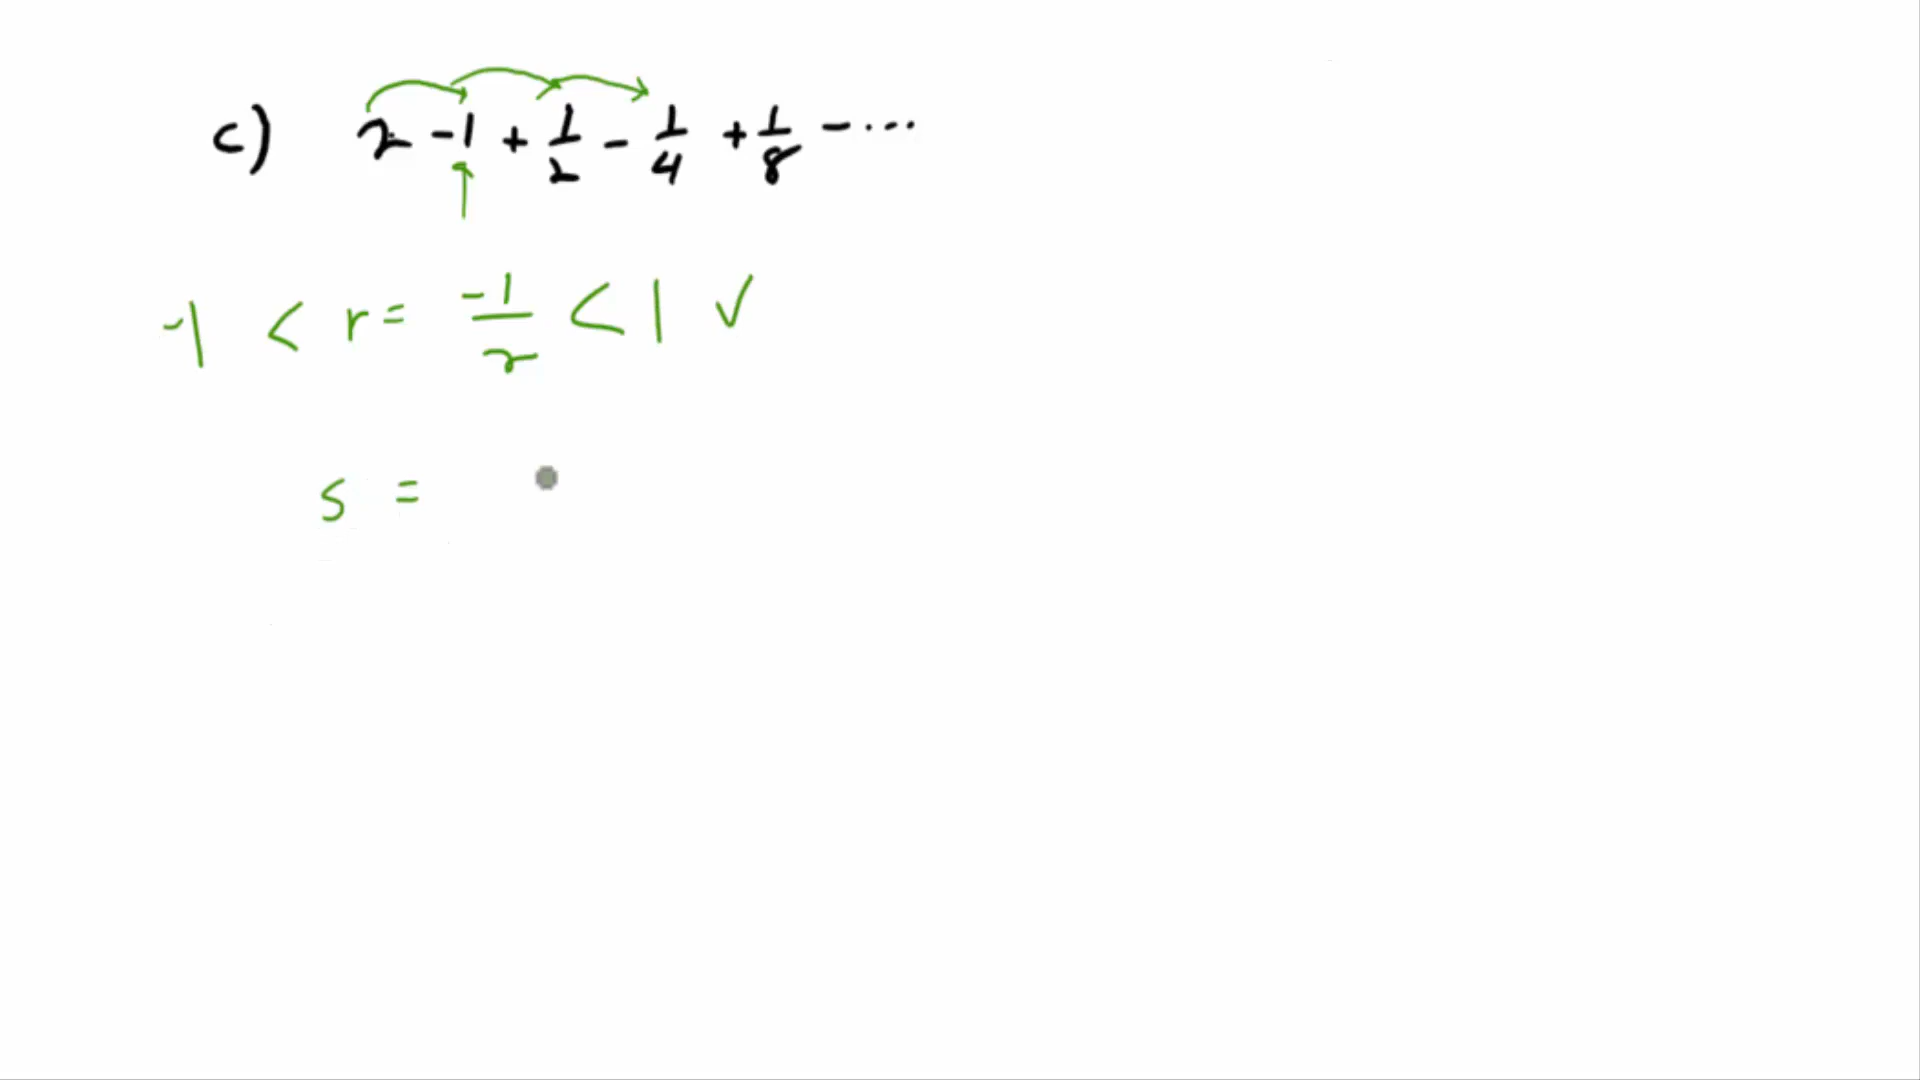 c) 2 -1 + 1/2 - 1/4 + 1/8 - ...
-1 < r = -1/2 < 1 ✓
s =